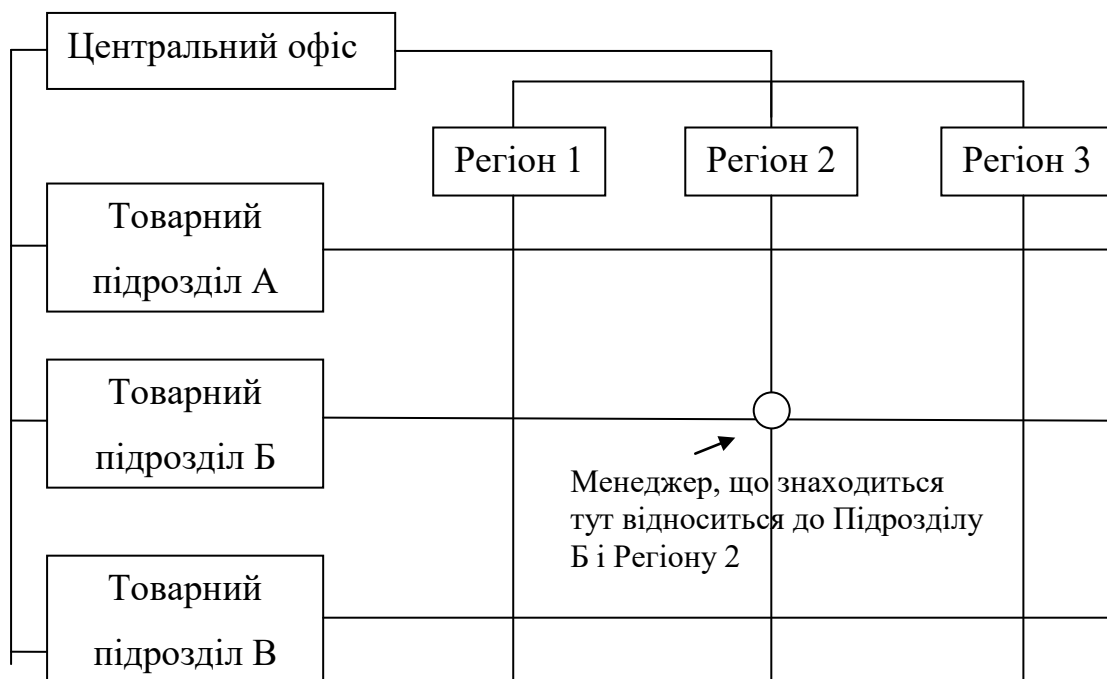 Центральний офіс
Регіон 1
Регіон 2
Регіон 3
Товарний
підрозділ А
Товарний
підрозділ Б
Менеджер, що знаходиться
тут відноситься до Підрозділу
Б і Регіону 2
Товарний
підрозділ В